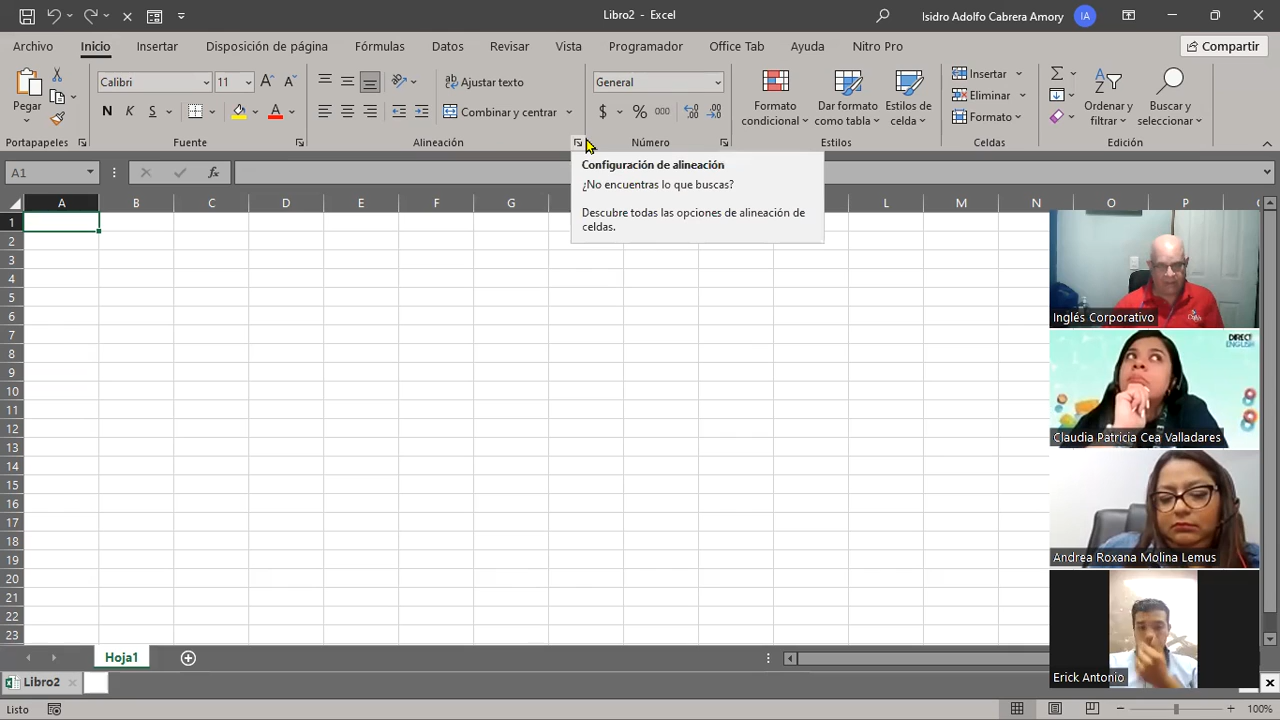 Libro2 - Excel
Isidro Adolfo Cabrera Amory
IA
Archivo
Inicio
Insertar
Disposición de página
Fórmulas
Datos
Revisar
Vista
Programador
Office Tab
Ayuda
Nitro Pro
Compartir
Pegar
Calibri
11
N
K
S
Ajustar texto
Combinar y centrar
General
$
%
000
Formato
condicional
Dar formato
como tabla
Estilos de
celda
Insertar
Eliminar
Formato
Ordenar y
filtrar
Buscar y
seleccionar
Portapapeles
Fuente
Alineación
Número
Estilos
Celdas
Edición
A1
fx
Configuración de alineación
¿No encuentras lo que buscas?
Descubre todas las opciones de alineación de
celdas.
A B C D E F G L M N O P
1
2
3
4
5
6
7
8
9
10
11
12
13
14
15
16
17
18
19
20
21
22
23
Inglés Corporativo
DIRECT
ENGLISH
Claudia Patricia Cea Valladares
Andrea Roxana Molina Lemus
Erick Antonio
Hoja1
Libro2
Listo
100%